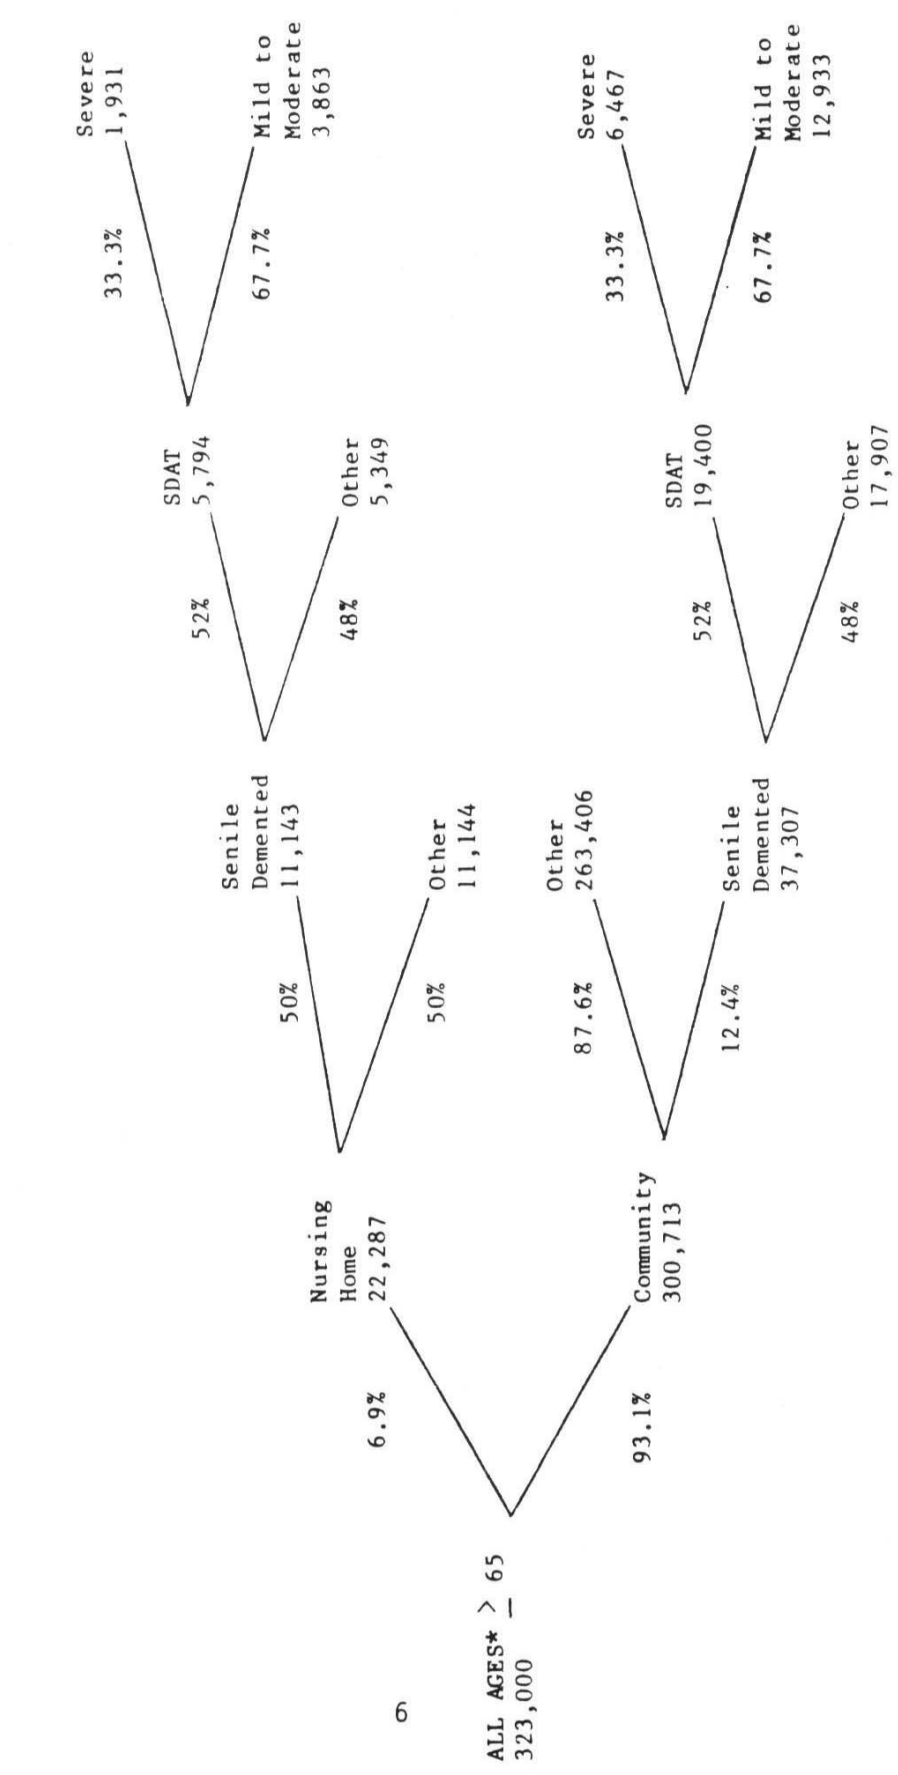 ALL AGES* > 65
323,000
6.9%
93.1%
Nursing
Home
22,287
Community
300,713
50%
50%
87.6%
12.4%
Senile
Demented
11,143
Other
11,144
Other
263,406
Senile
Demented
37,307
52%
48%
52%
48%
SDAT
5,794
Other
5,349
SDAT
19,400
Other
17,907
33.3%
67.7%
33.3%
67.7%
Severe
1,931
Mild to
Moderate
3,863
Severe
6,467
Mild to
Moderate
12,933
6